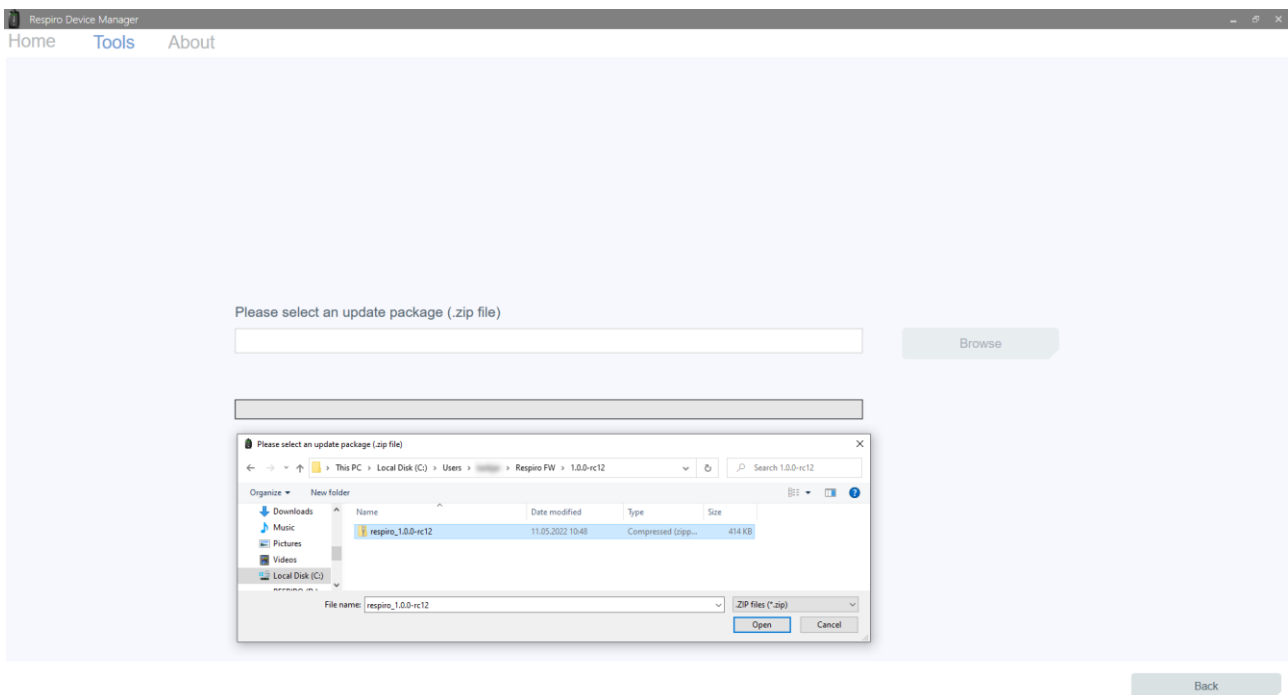 Respiro Device Manager
Home Tools About
Please select an update package (.zip file)
Browse
Please select an update package (.zip file)
This PC > Local Disk (C:) > Users > > Respiro FW > 1.0.0-rc12 Search 1.0.0-rc12
Organize New folder
Downloads Name Date modified Type Size
Music respiro_1.0.0-rc12 11.05.2022 10:48 Compressed (zipp... 414 KB
Pictures
Videos
Local Disk (C:)
File name: respiro_1.0.0-rc12 .ZIP files (*.zip)
Open Cancel
Back